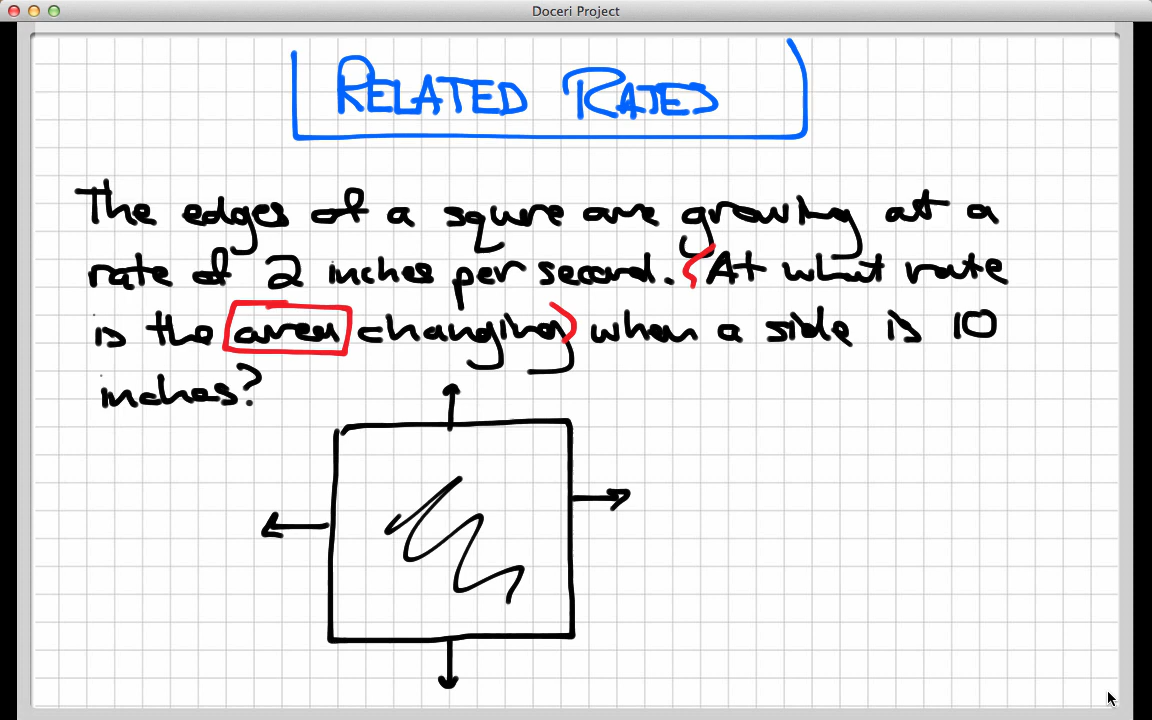 Doceri Project
RELATED RATES
The edges of a squre are growing at a
rate of 2 inches per second. At what rate
is the area changing when a side is 10
inches?